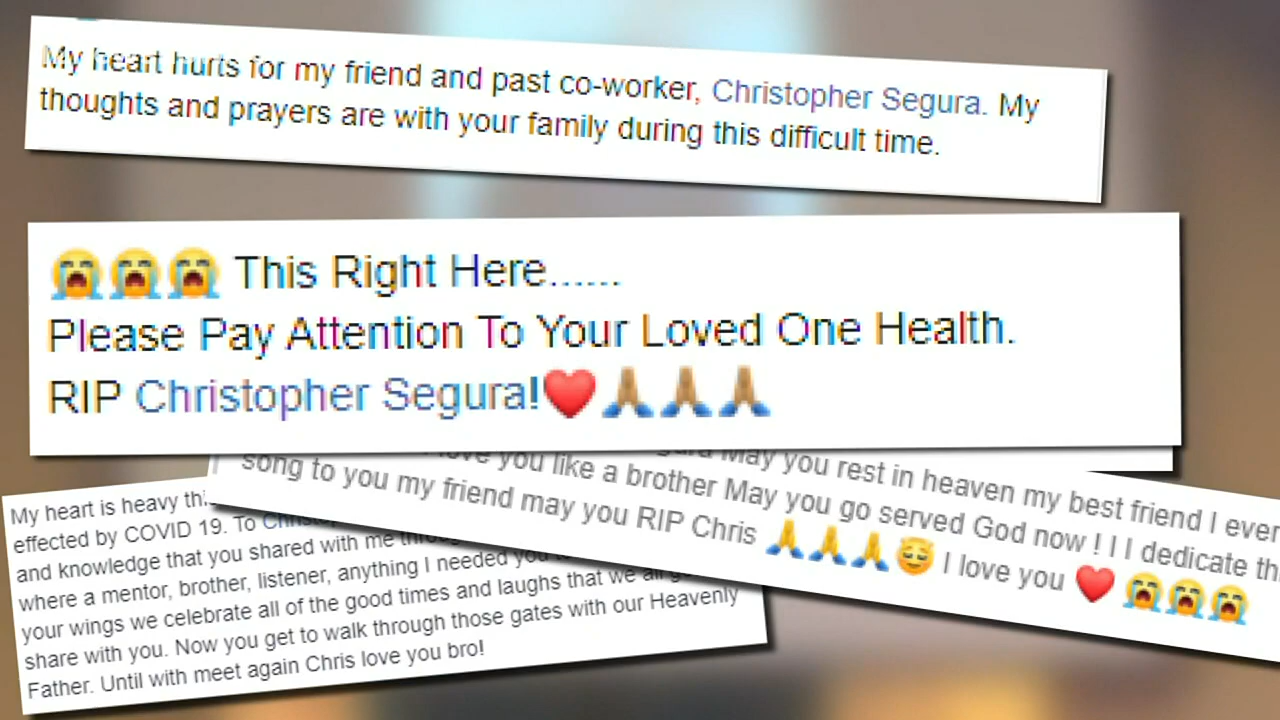 My heart hurts for my friend and past co-worker, Christopher Segura. My
thoughts and prayers are with your family during this difficult time.
😭😭😭 This Right Here......
Please Pay Attention To Your Loved One Health.
RIP Christopher Segura!❤️🙏🏽🙏🏽🙏🏽
May you rest in heaven my best friend I ever
love you like a brother May you go served God now ! I I dedicate
song to you my friend may you RIP Chris 🙏🙏🙏😇 I love you ❤️ 😭😭😭
My heart is heavy
effected by COVID 19. To
and knowledge that you shared with me
where a mentor, brother, listener, anything I needed you
your wings we celebrate all of the good times and laughs that we all
share with you. Now you get to walk through those gates with our Heavenly
Father. Until with meet again Chris love you bro!